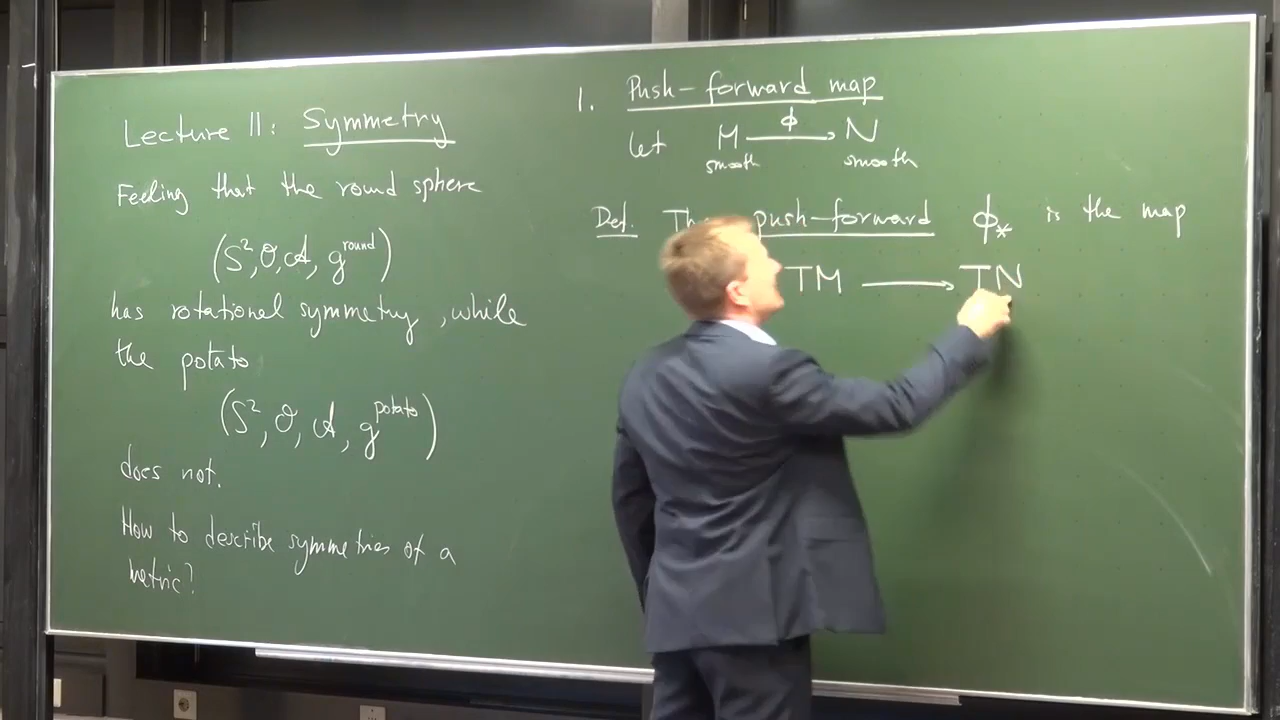 Lecture 11: Symmetry
Feeling that the round sphere
(S², O, A, g^round)
has rotational symmetry, while
the potato
(S², O, A, g^potato)
does not.
How to describe symmetries of a
metric?
1. Push-forward map
let M ⟶ N
ϕ
smooth smooth
Def. The push-forward ϕ_* is the map
TM ⟶ TN